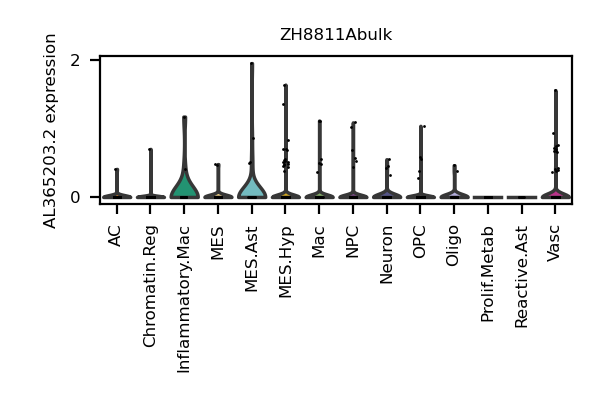 ZH8811Abulk
AL365203.2 expression
2
0
AC
Chromatin.Reg
Inflammatory.Mac
MES
MES.Ast
MES.Hyp
Mac
NPC
Neuron
OPC
Oligo
Prolif.Metab
Reactive.Ast
Vasc